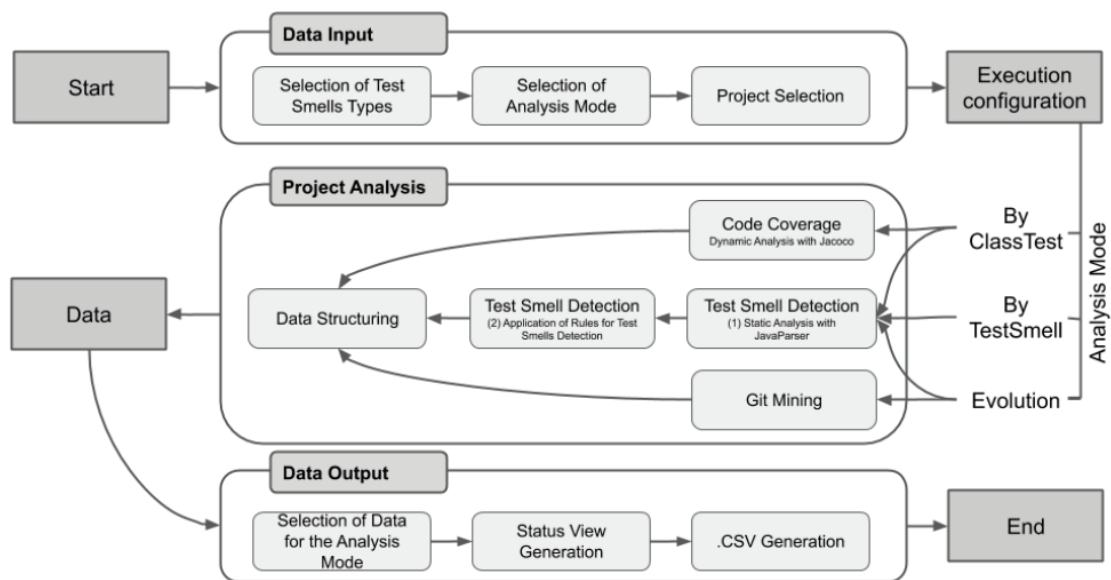 Data Input
Start
Selection of Test
Smells Types
Selection of
Analysis Mode
Project Selection
Execution
configuration
Project Analysis
Code Coverage
Dynamic Analysis with Jacoco
By
ClassTest
Data
Data Structuring
Test Smell Detection
(2) Application of Rules for Test
Smells Detection
Test Smell Detection
(1) Static Analysis with
JavaParser
By
TestSmell
Analysis Mode
Git Mining
Evolution
Data Output
Selection of Data
for the Analysis
Mode
Status View
Generation
.CSV Generation
End